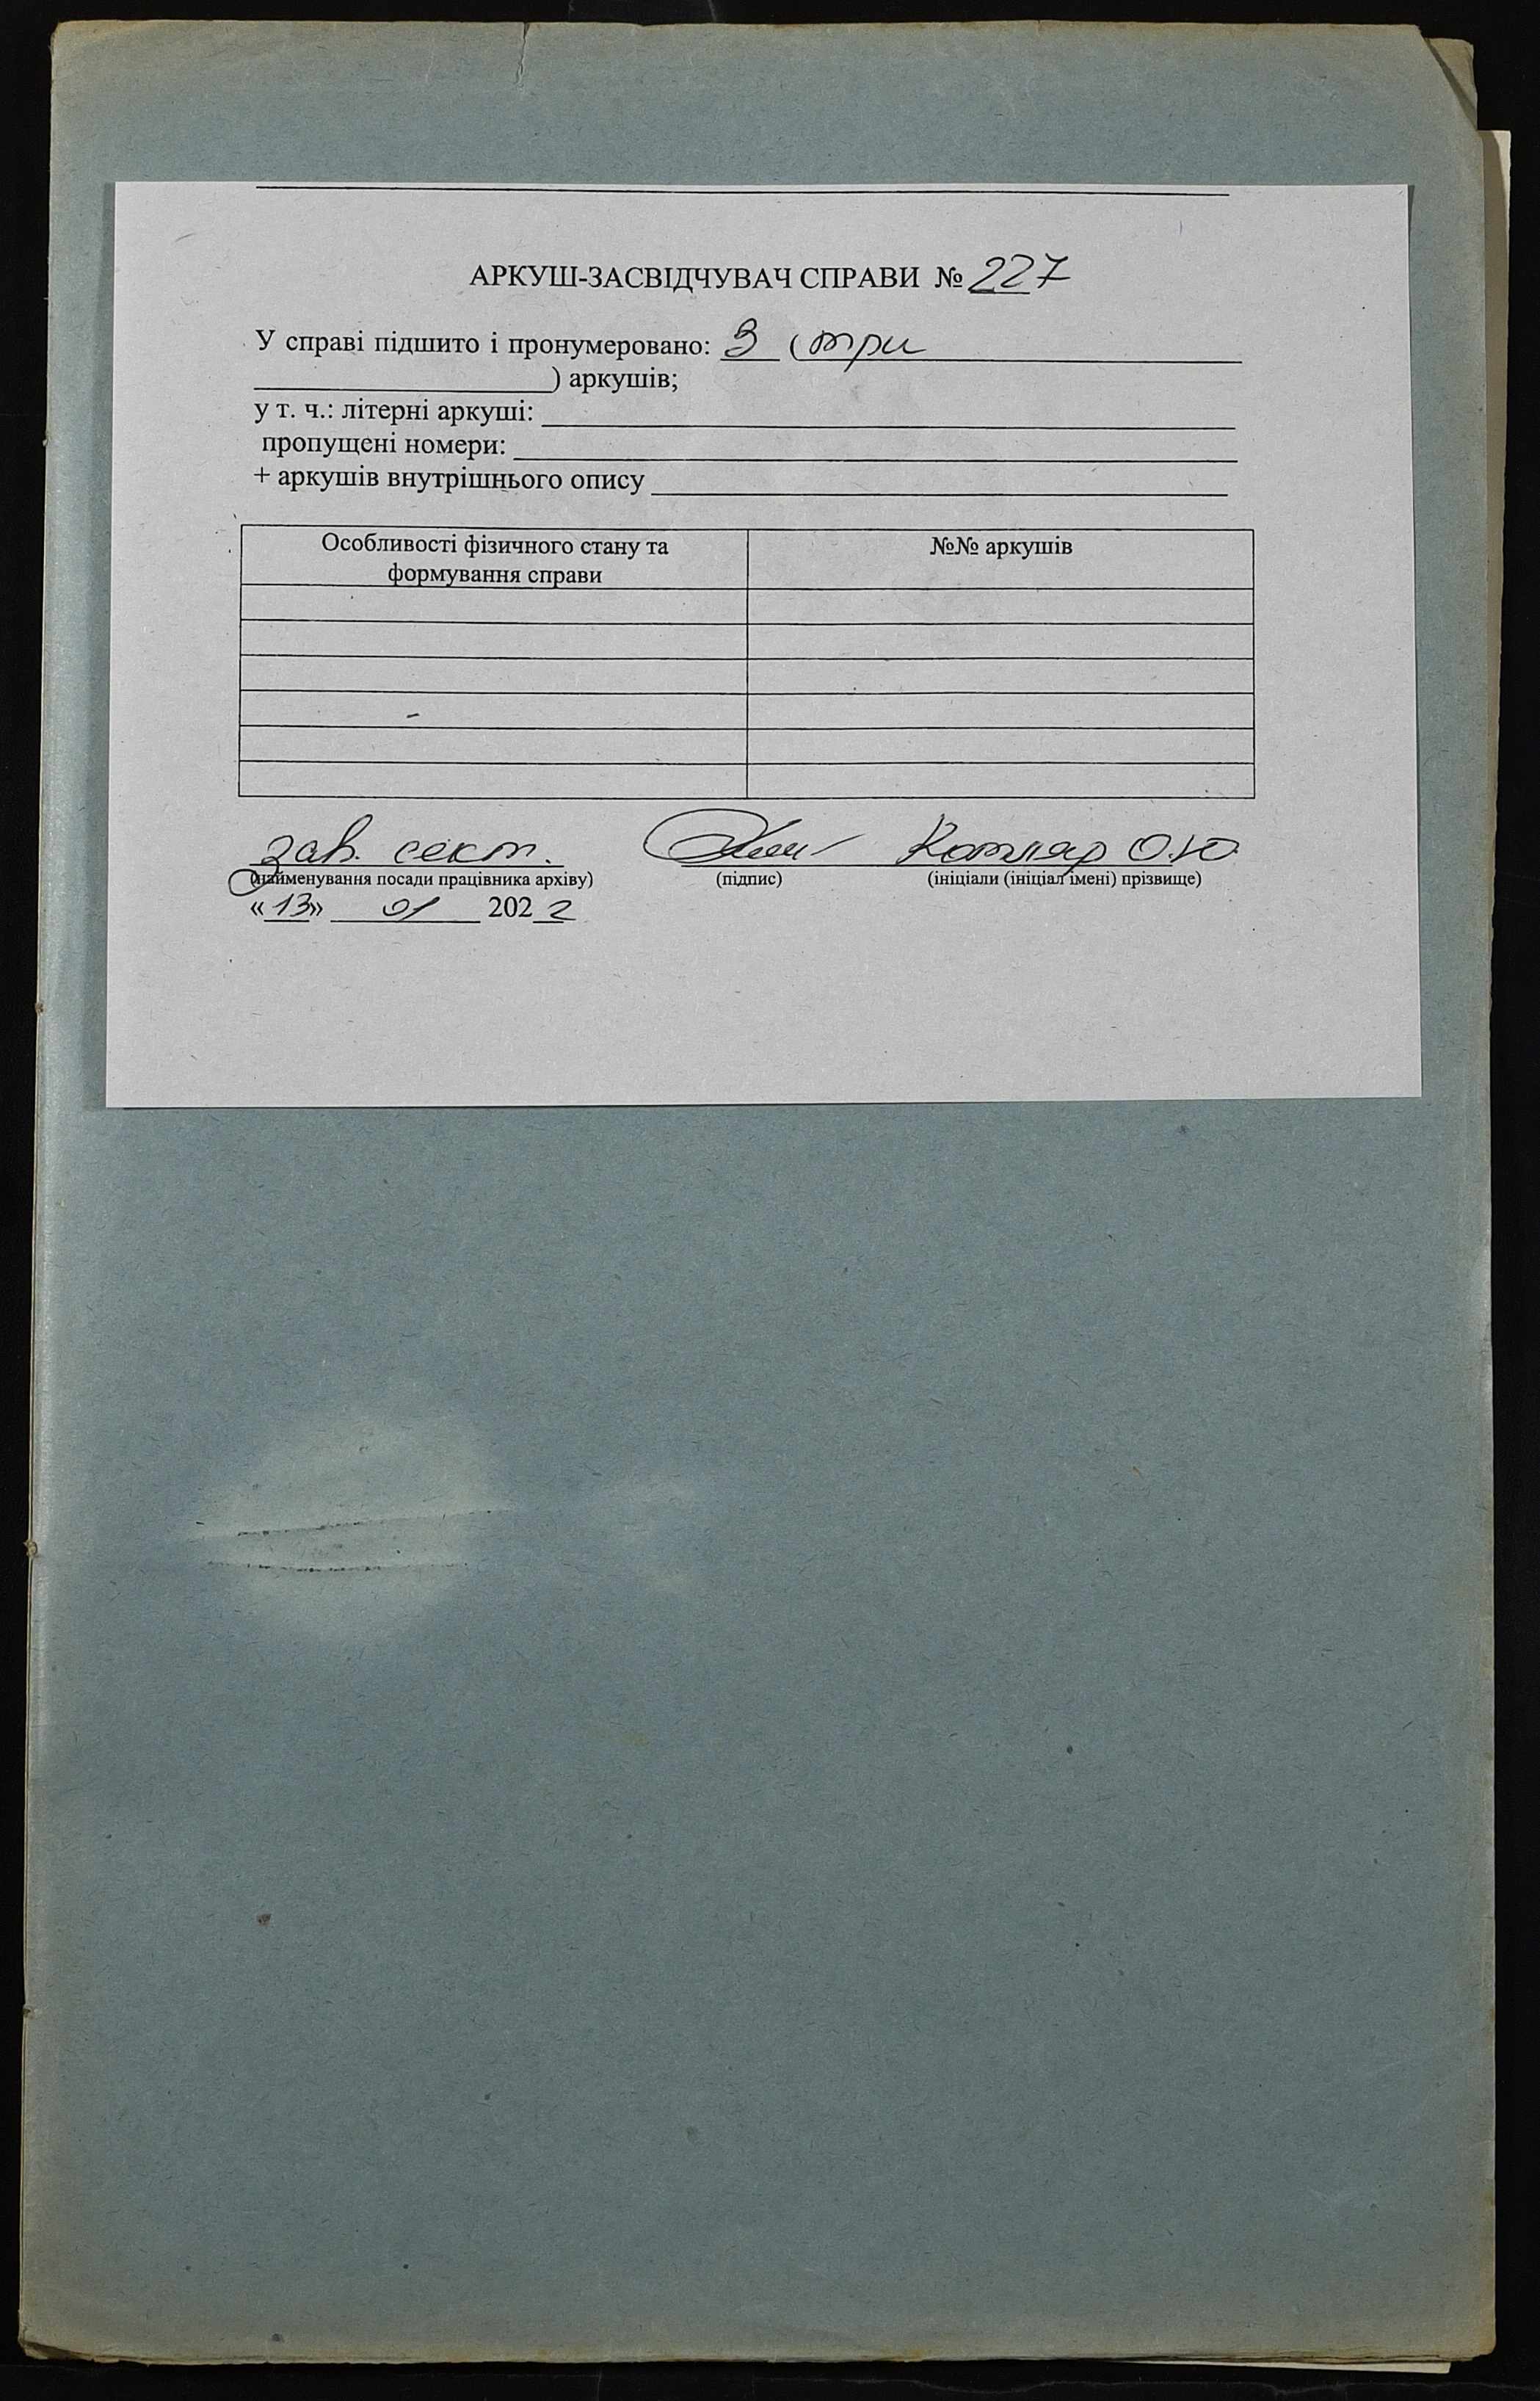 АРКУШ-ЗАСВІДЧУВАЧ СПРАВИ № 227
У справі підшито і пронумеровано: 3 (три
) аркушів;
у т. ч.: літерні аркуші:
пропущені номери:
+ аркушів внутрішнього опису
Особливості фізичного стану та
формування справи
№№ аркушів
зав. сект. Котляр О.Ю.
(найменування посади працівника архіву) (підпис) (ініціали (ініціал імені) прізвище)
«13» 01 2022